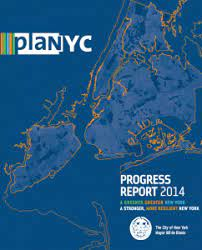 plaNYC
PROGRESS
REPORT 2014
A GREENER, GREATER NEW YORK
A STRONGER, MORE RESILIENT NEW YORK
The City of New York
Mayor Bill de Blasio